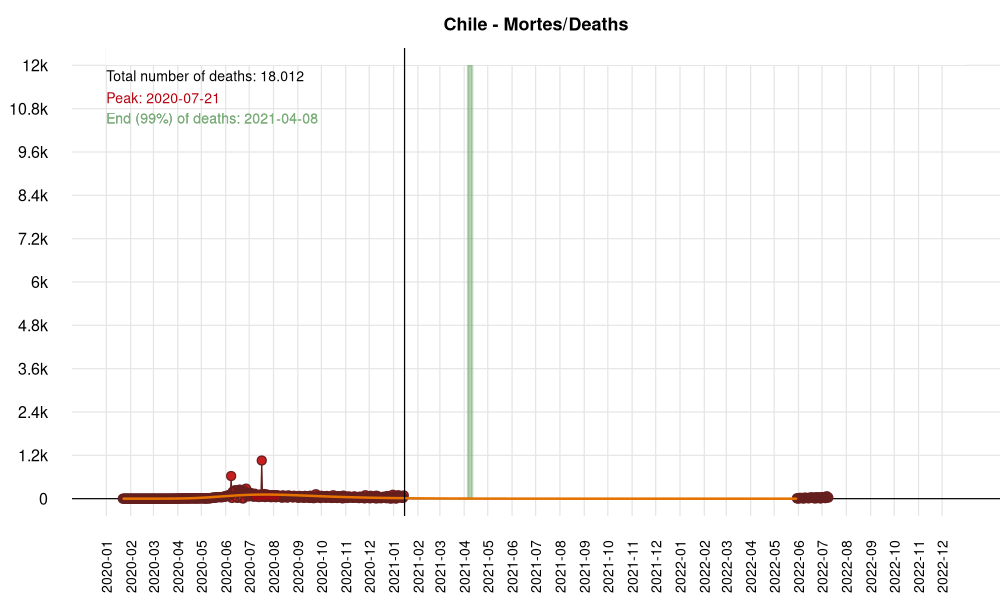 Chile - Mortes/Deaths
Total number of deaths: 18.012
Peak: 2020-07-21
End (99%) of deaths: 2021-04-08
12k
10.8k
9.6k
8.4k
7.2k
6k
4.8k
3.6k
2.4k
1.2k
0
2020-01
2020-02
2020-03
2020-04
2020-05
2020-06
2020-07
2020-08
2020-09
2020-10
2020-11
2020-12
2021-01
2021-02
2021-03
2021-04
2021-05
2021-06
2021-07
2021-08
2021-09
2021-10
2021-11
2021-12
2022-01
2022-02
2022-03
2022-04
2022-05
2022-06
2022-07
2022-08
2022-09
2022-10
2022-11
2022-12